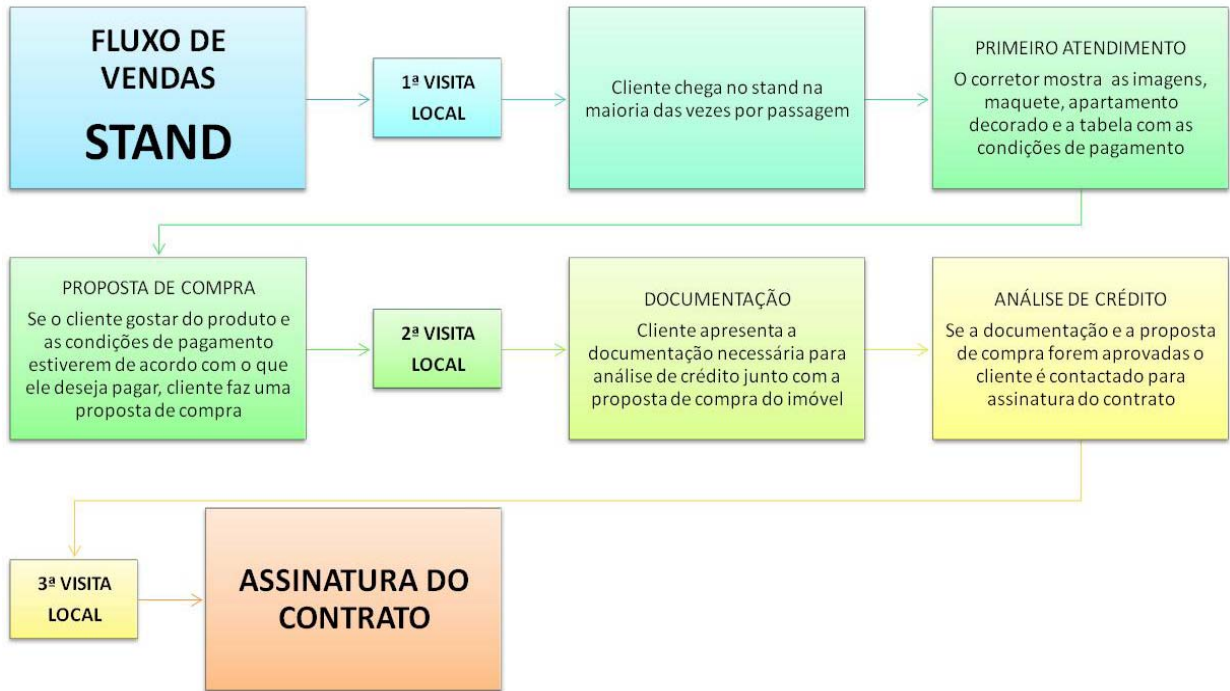 FLUXO DE
VENDAS
STAND
1ª VISITA
LOCAL
Cliente chega no stand na
maioria das vezes por passagem
PRIMEIRO ATENDIMENTO
O corretor mostra as imagens,
maquete, apartamento
decorado e a tabela com as
condições de pagamento
PROPOSTA DE COMPRA
Se o cliente gostar do produto e
as condições de pagamento
estiverem de acordo com o que
ele deseja pagar, cliente faz uma
proposta de compra
2ª VISITA
LOCAL
DOCUMENTAÇÃO
Cliente apresenta a
documentação necessária para
análise de crédito junto com a
proposta de compra do imóvel
ANÁLISE DE CRÉDITO
Se a documentação e a proposta
de compra forem aprovadas o
cliente é contactado para
assinatura do contrato
3ª VISITA
LOCAL
ASSINATURA DO
CONTRATO